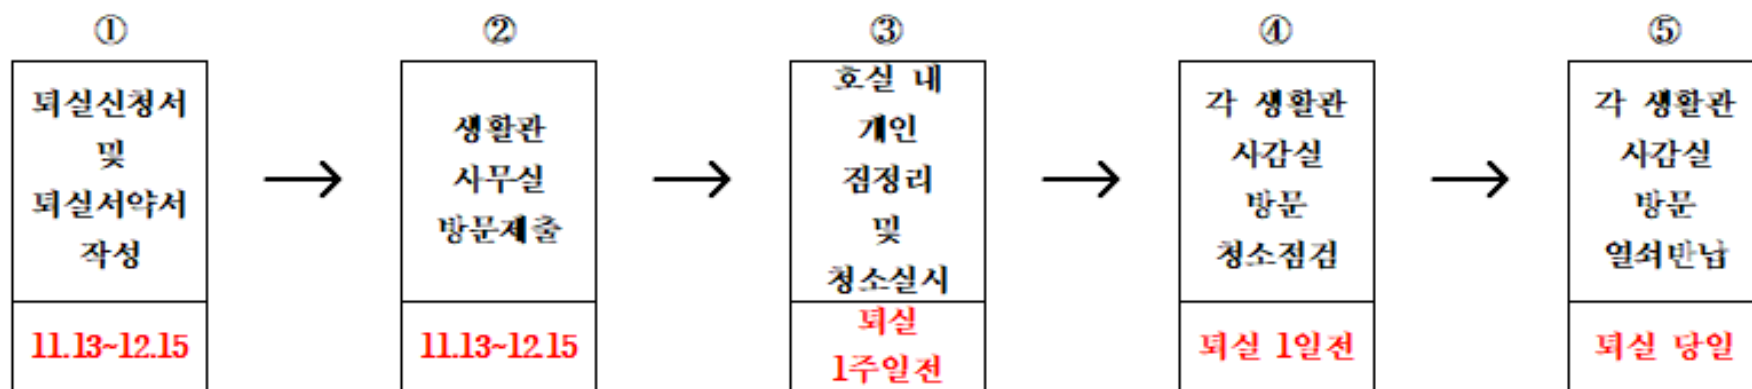 ①
퇴실신청서
및
퇴실서약서
작성
11.13~12.15
②
생활관
사무실
방문제출
11.13~12.15
③
호실 내
개인
짐정리
및
청소실시
퇴실
1주일전
④
각 생활관
사감실
방문
청소점검
퇴실 1일전
⑤
각 생활관
사감실
방문
열쇠반납
퇴실 당일